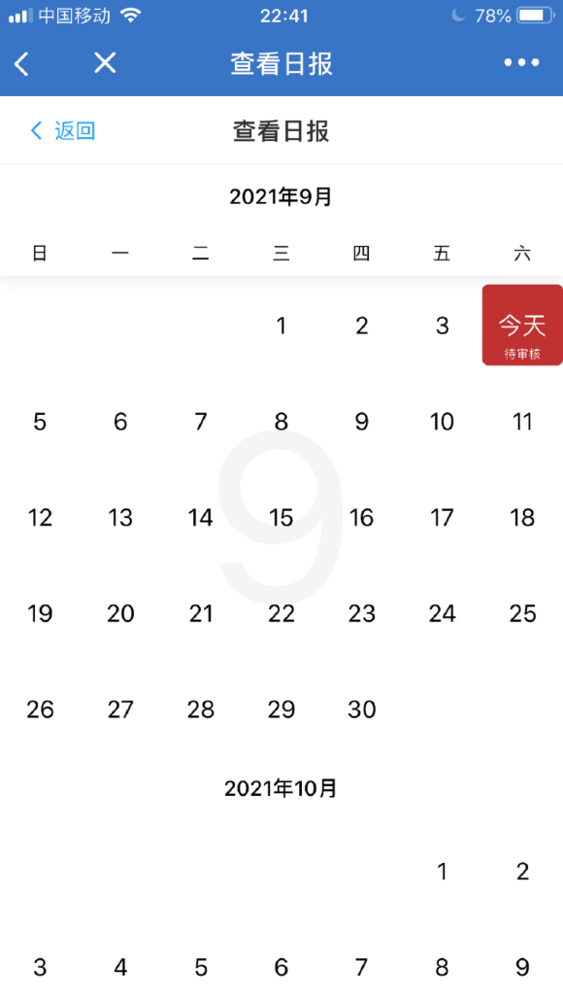 中国移动 22:41 78%
查看日报
返回 查看日报
2021年9月
日 一 二 三 四 五 六
1 2 3 今天
待审核
5 6 7 8 9 10 11
9
12 13 14 15 16 17 18
19 20 21 22 23 24 25
26 27 28 29 30
2021年10月
1 2
3 4 5 6 7 8 9